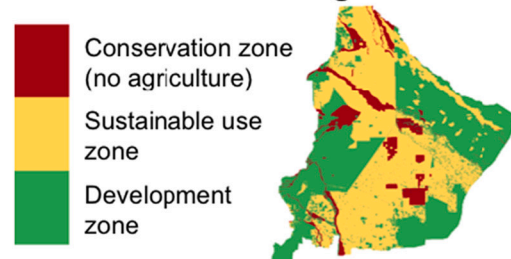 Conservation zone
(no agriculture)
Sustainable use
zone
Development
zone